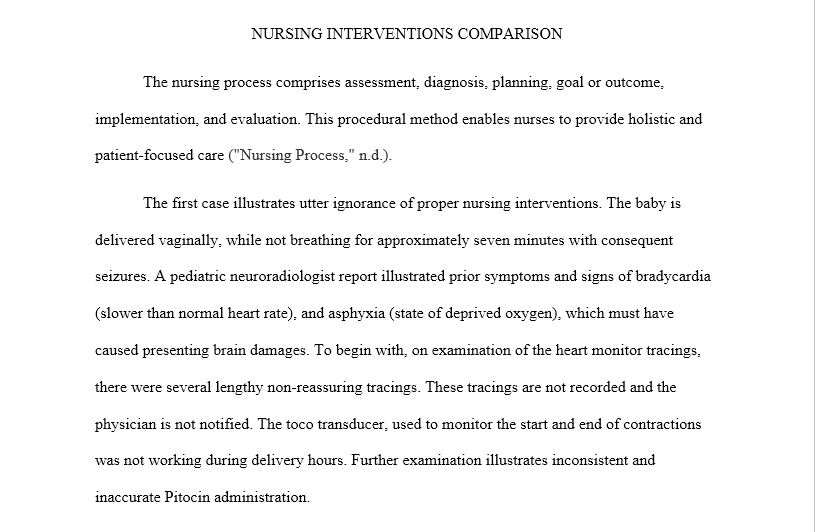 NURSING INTERVENTIONS COMPARISON
The nursing process comprises assessment, diagnosis, planning, goal or outcome,
implementation, and evaluation. This procedural method enables nurses to provide holistic and
patient-focused care ("Nursing Process," n.d.).
The first case illustrates utter ignorance of proper nursing interventions. The baby is
delivered vaginally, while not breathing for approximately seven minutes with consequent
seizures. A pediatric neuroradiologist report illustrated prior symptoms and signs of bradycardia
(slower than normal heart rate), and asphyxia (state of deprived oxygen), which must have
caused presenting brain damages. To begin with, on examination of the heart monitor tracings,
there were several lengthy non-reassuring tracings. These tracings are not recorded and the
physician is not notified. The toco transducer, used to monitor the start and end of contractions
was not working during delivery hours. Further examination illustrates inconsistent and
inaccurate Pitocin administration.